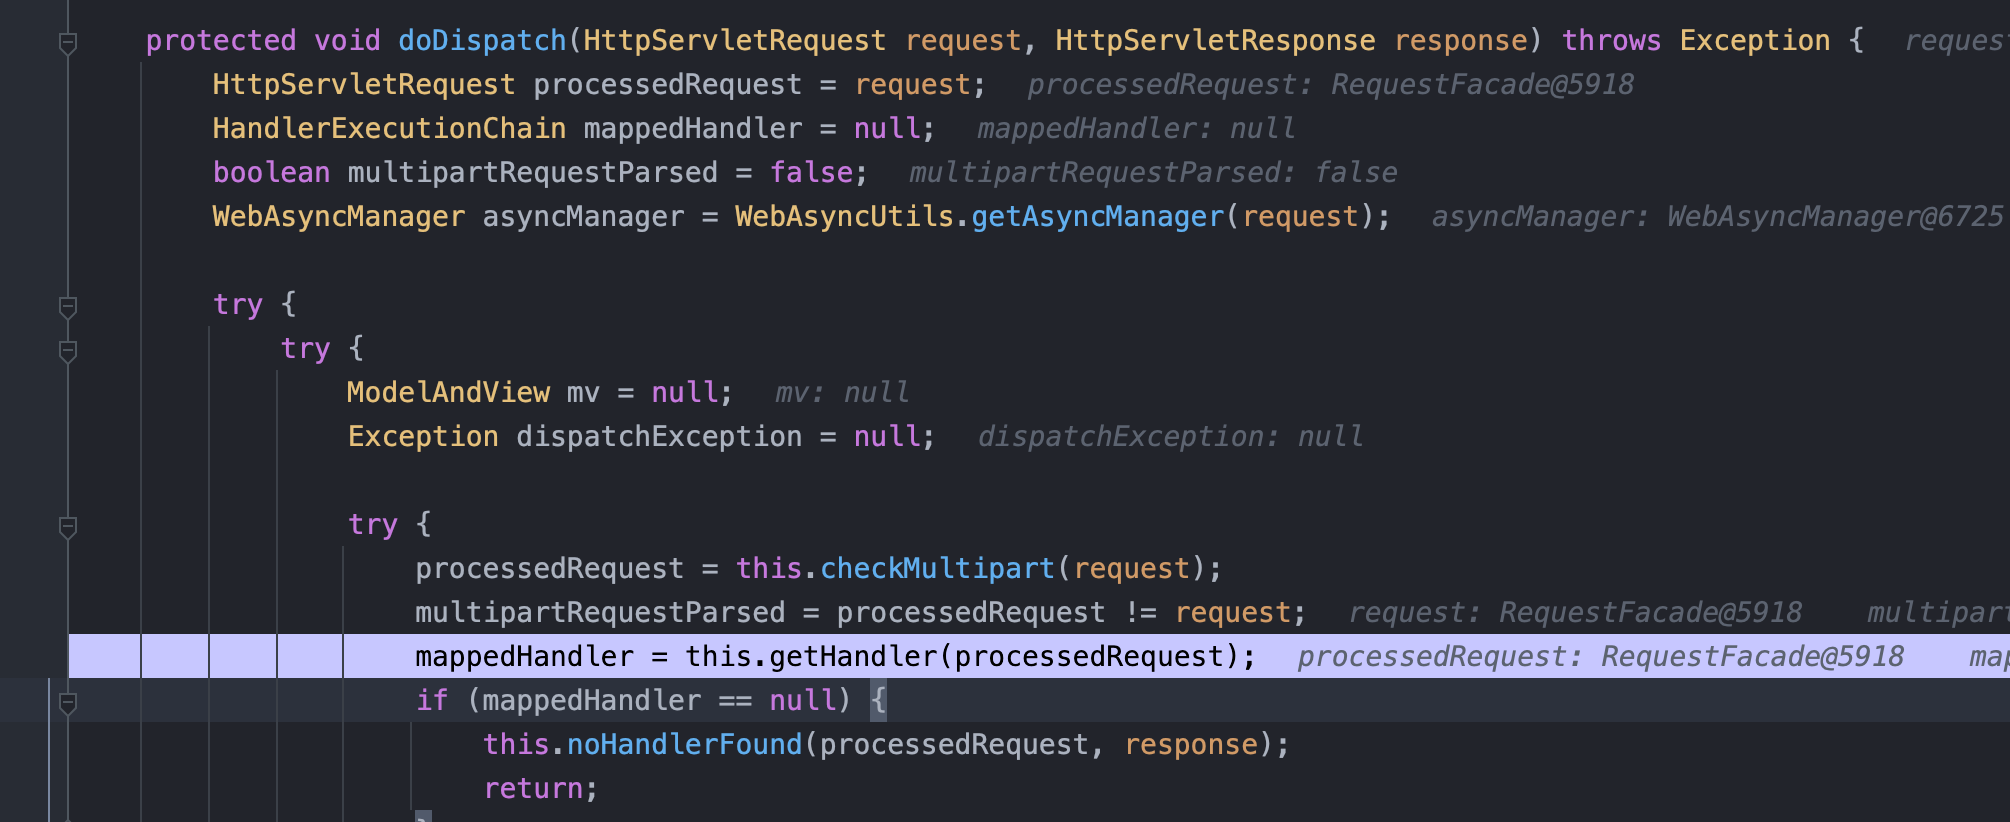 protected void doDispatch(HttpServletRequest request, HttpServletResponse response) throws Exception {
HttpServletRequest processedRequest = request; processedRequest: RequestFacade@5918
HandlerExecutionChain mappedHandler = null; mappedHandler: null
boolean multipartRequestParsed = false; multipartRequestParsed: false
WebAsyncManager asyncManager = WebAsyncUtils.getAsyncManager(request); asyncManager: WebAsyncManager@6725
try {
try {
ModelAndView mv = null; mv: null
Exception dispatchException = null; dispatchException: null
try {
processedRequest = this.checkMultipart(request);
multipartRequestParsed = processedRequest != request; request: RequestFacade@5918
mappedHandler = this.getHandler(processedRequest); processedRequest: RequestFacade@5918
if (mappedHandler == null) {
this.noHandlerFound(processedRequest, response);
return;